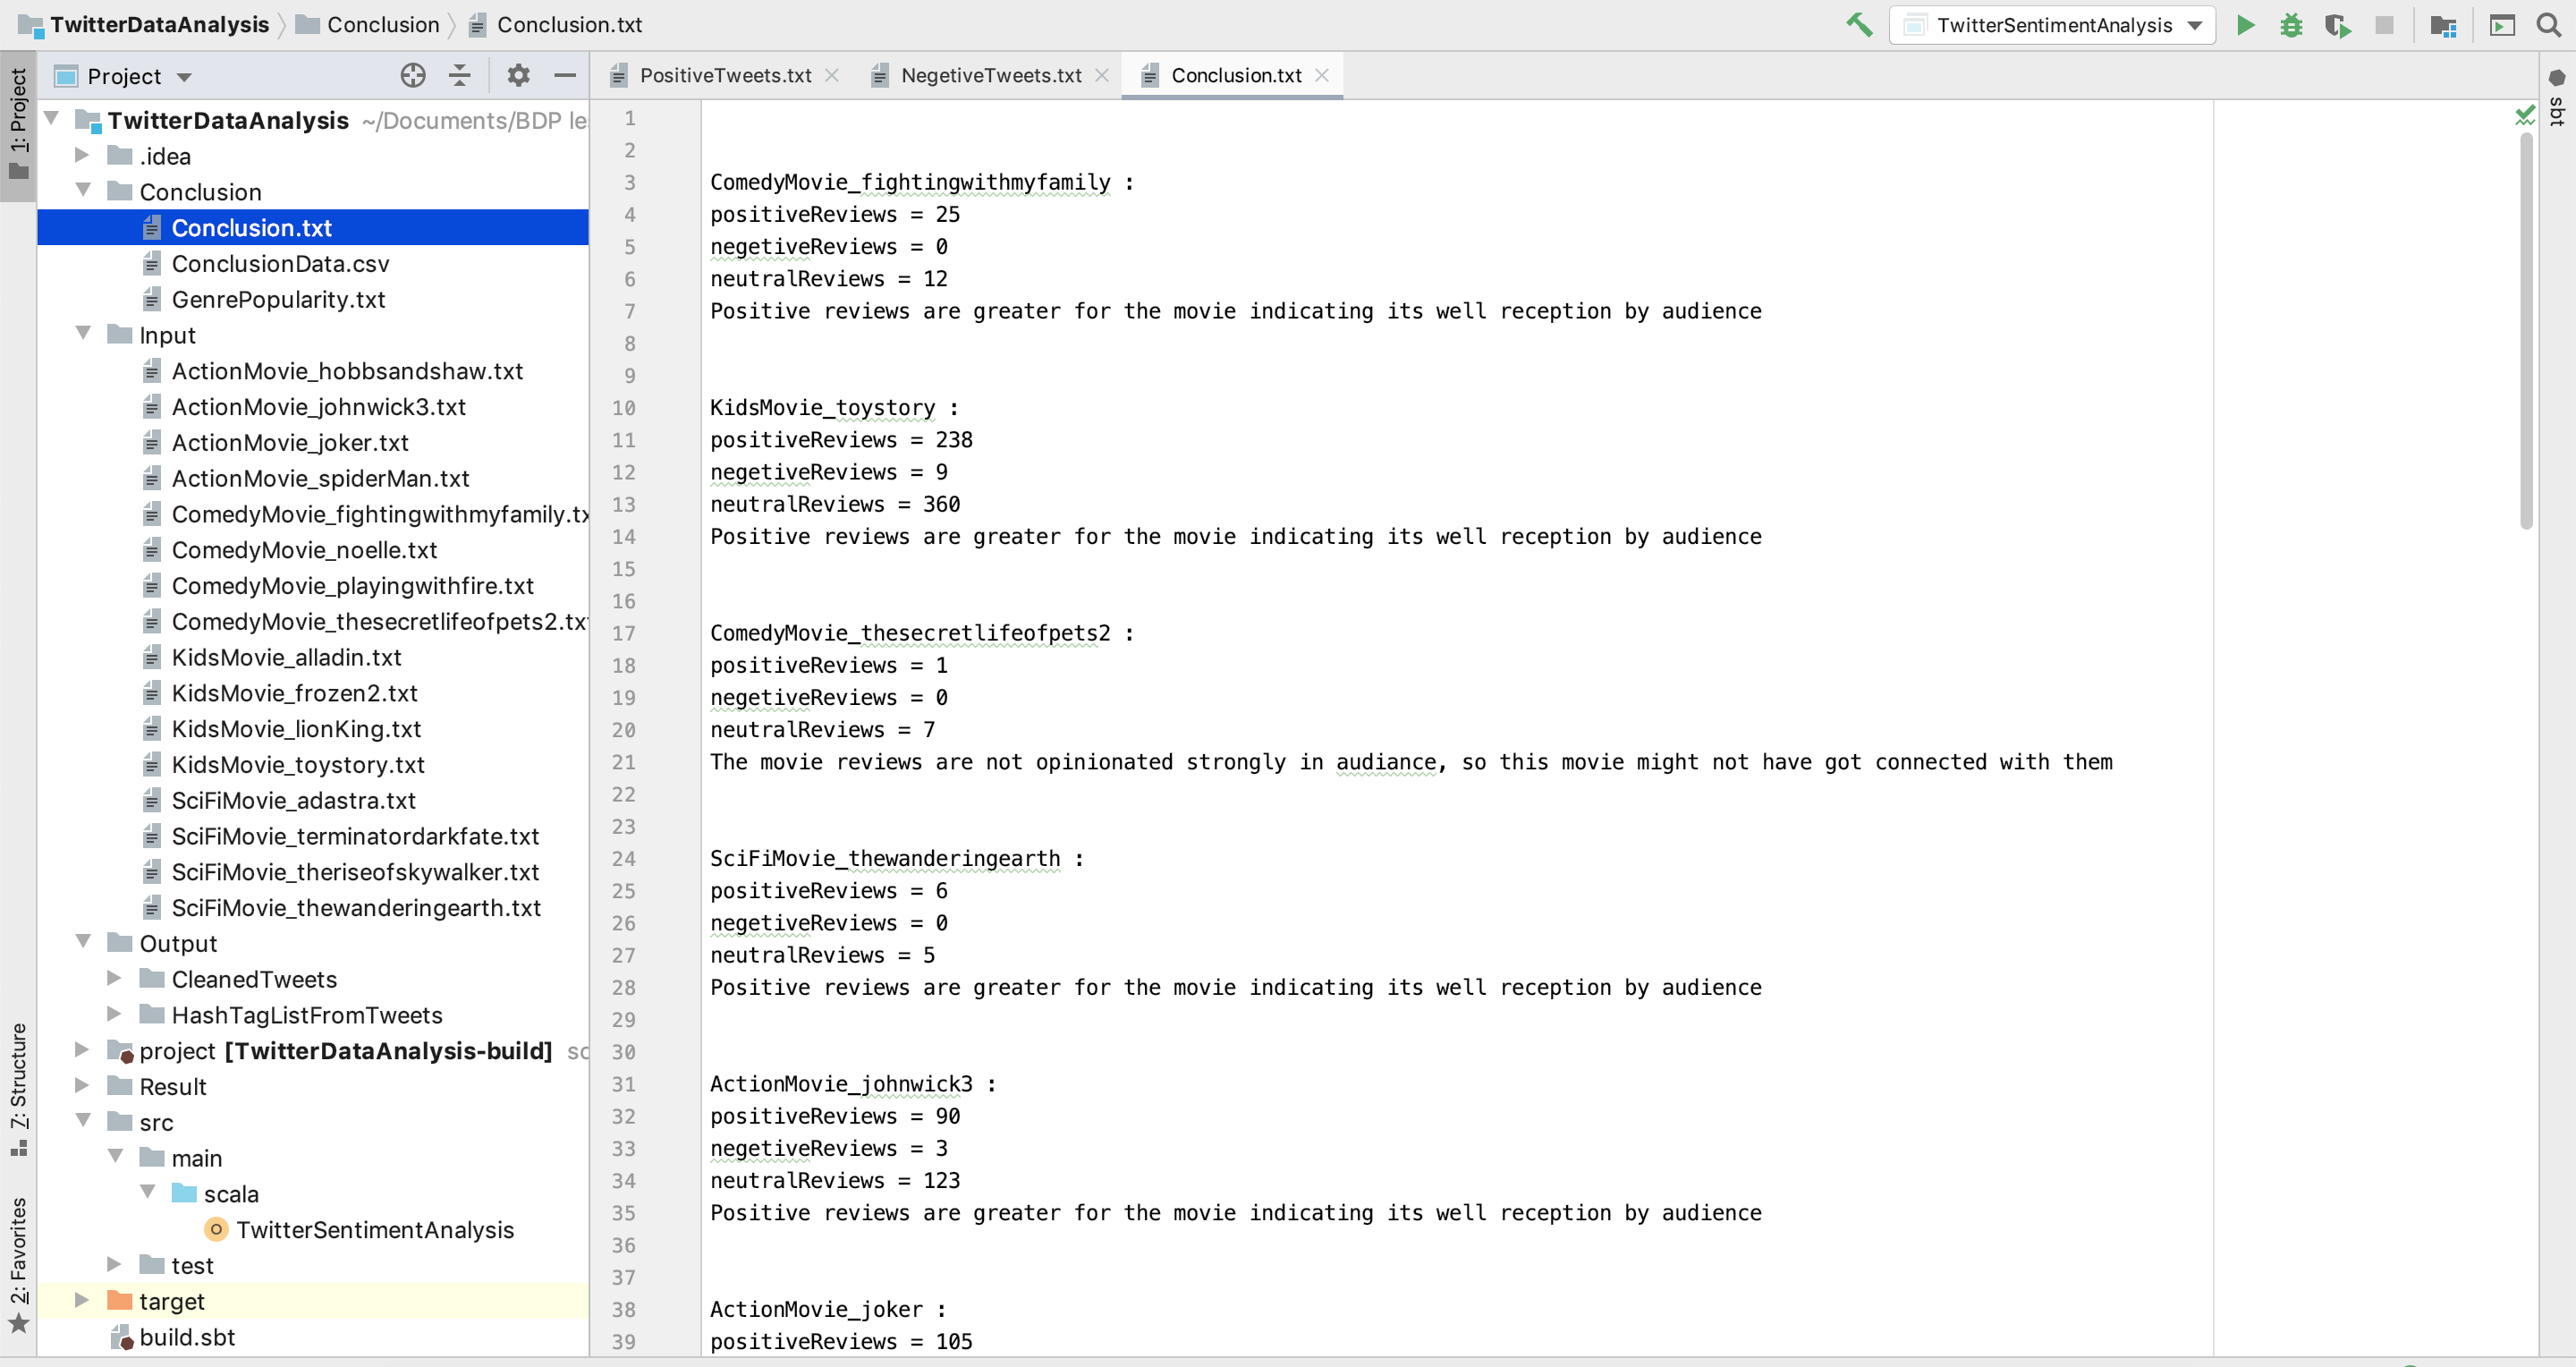 TwitterDataAnalysis Conclusion Conclusion.txt
TwitterSentimentAnalysis
1: Project
Project
PositiveTweets.txt
NegetiveTweets.txt
Conclusion.txt
sbt
TwitterDataAnalysis ~/Documents/BDP le
.idea
Conclusion
Conclusion.txt
ConclusionData.csv
GenrePopularity.txt
Input
ActionMovie_hobbsandshaw.txt
ActionMovie_johnwick3.txt
ActionMovie_joker.txt
ActionMovie_spiderMan.txt
ComedyMovie_fightingwithmyfamily.tx
ComedyMovie_noelle.txt
ComedyMovie_playingwithfire.txt
ComedyMovie_thesecretlifeofpets2.tx
KidsMovie_alladin.txt
KidsMovie_frozen2.txt
KidsMovie_lionKing.txt
KidsMovie_toystory.txt
SciFiMovie_adastra.txt
SciFiMovie_terminatordarkfate.txt
SciFiMovie_theriseofskywalker.txt
SciFiMovie_thewanderingearth.txt
Output
CleanedTweets
HashTagListFromTweets
project [TwitterDataAnalysis-build] sc
Result
src
main
scala
TwitterSentimentAnalysis
test
target
build.sbt
7: Structure
2: Favorites
1
2
3 ComedyMovie_fightingwithmyfamily :
4 positiveReviews = 25
5 negetiveReviews = 0
6 neutralReviews = 12
7 Positive reviews are greater for the movie indicating its well reception by audience
8
9
10 KidsMovie_toystory :
11 positiveReviews = 238
12 negetiveReviews = 9
13 neutralReviews = 360
14 Positive reviews are greater for the movie indicating its well reception by audience
15
16
17 ComedyMovie_thesecretlifeofpets2 :
18 positiveReviews = 1
19 negetiveReviews = 0
20 neutralReviews = 7
21 The movie reviews are not opinionated strongly in audiance, so this movie might not have got connected with them
22
23
24 SciFiMovie_thewanderingearth :
25 positiveReviews = 6
26 negetiveReviews = 0
27 neutralReviews = 5
28 Positive reviews are greater for the movie indicating its well reception by audience
29
30
31 ActionMovie_johnwick3 :
32 positiveReviews = 90
33 negetiveReviews = 3
34 neutralReviews = 123
35 Positive reviews are greater for the movie indicating its well reception by audience
36
37
38 ActionMovie_joker :
39 positiveReviews = 105